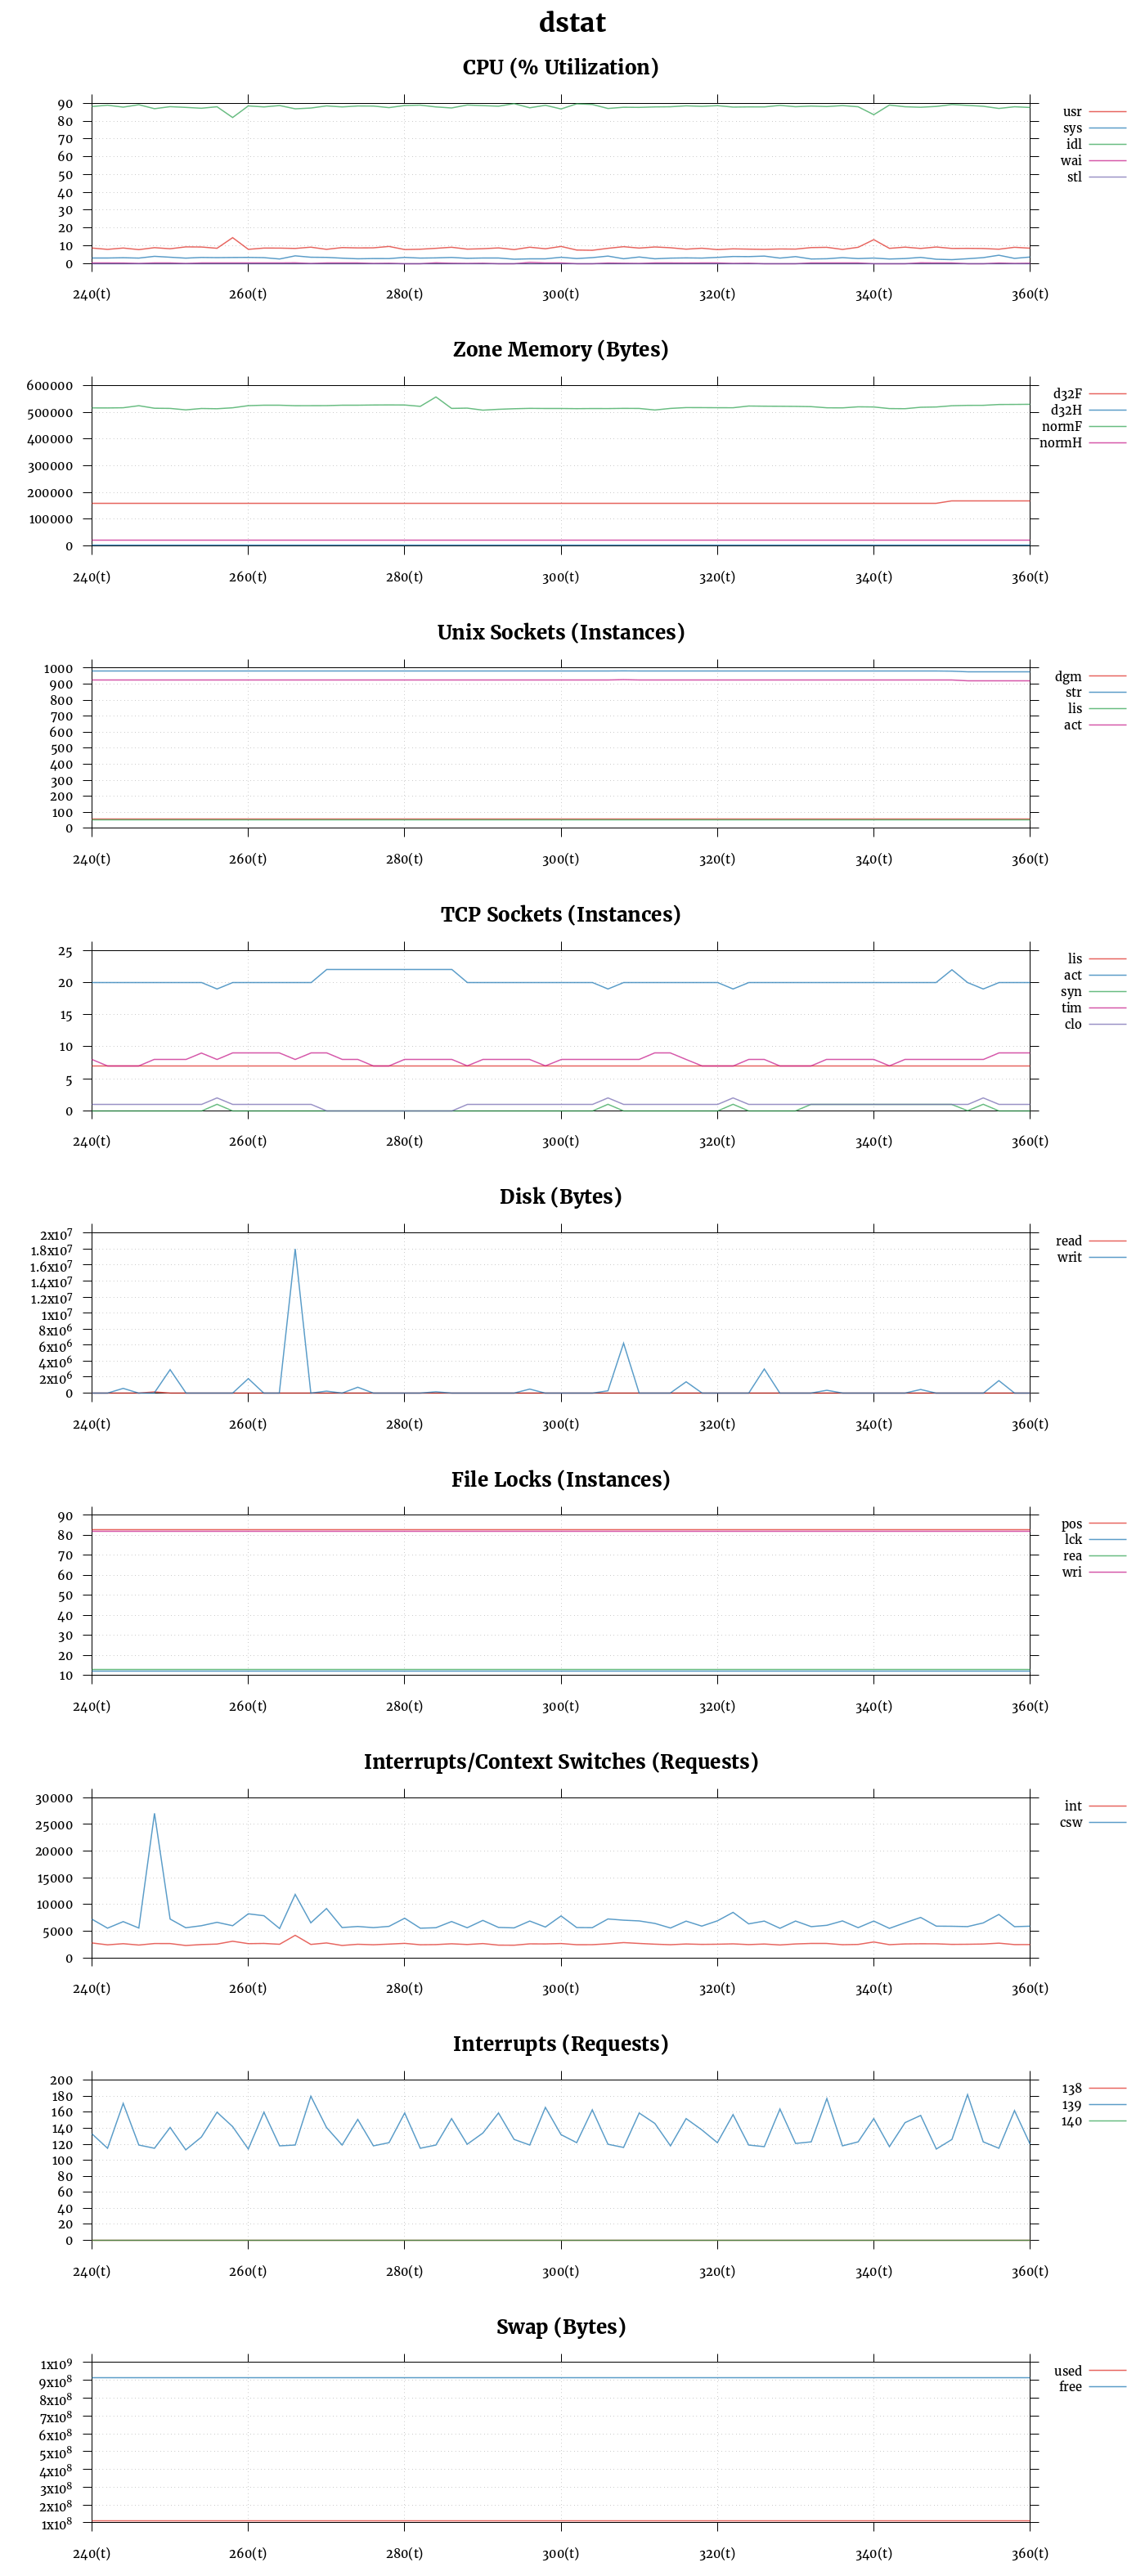 dstat
CPU (% Utilization)
90
80
70
60
50
40
30
20
10
0
240(t) 260(t) 280(t) 300(t) 320(t) 340(t) 360(t)
usr
sys
idl
wai
stl
Zone Memory (Bytes)
600000
500000
400000
300000
200000
100000
0
240(t) 260(t) 280(t) 300(t) 320(t) 340(t) 360(t)
d32F
d32H
normF
normH
Unix Sockets (Instances)
1000
900
800
700
600
500
400
300
200
100
0
240(t) 260(t) 280(t) 300(t) 320(t) 340(t) 360(t)
dgm
str
lis
act
TCP Sockets (Instances)
25
20
15
10
5
0
240(t) 260(t) 280(t) 300(t) 320(t) 340(t) 360(t)
lis
act
syn
tim
clo
Disk (Bytes)
2x10⁷
1.8x10⁷
1.6x10⁷
1.4x10⁷
1.2x10⁷
1x10⁷
8x10⁶
6x10⁶
4x10⁶
2x10⁶
0
240(t) 260(t) 280(t) 300(t) 320(t) 340(t) 360(t)
read
writ
File Locks (Instances)
90
80
70
60
50
40
30
20
10
240(t) 260(t) 280(t) 300(t) 320(t) 340(t) 360(t)
pos
lck
rea
wri
Interrupts/Context Switches (Requests)
30000
25000
20000
15000
10000
5000
0
240(t) 260(t) 280(t) 300(t) 320(t) 340(t) 360(t)
int
csw
Interrupts (Requests)
200
180
160
140
120
100
80
60
40
20
0
240(t) 260(t) 280(t) 300(t) 320(t) 340(t) 360(t)
138
139
140
Swap (Bytes)
1x10⁹
9x10⁸
8x10⁸
7x10⁸
6x10⁸
5x10⁸
4x10⁸
3x10⁸
2x10⁸
1x10⁸
240(t) 260(t) 280(t) 300(t) 320(t) 340(t) 360(t)
used
free